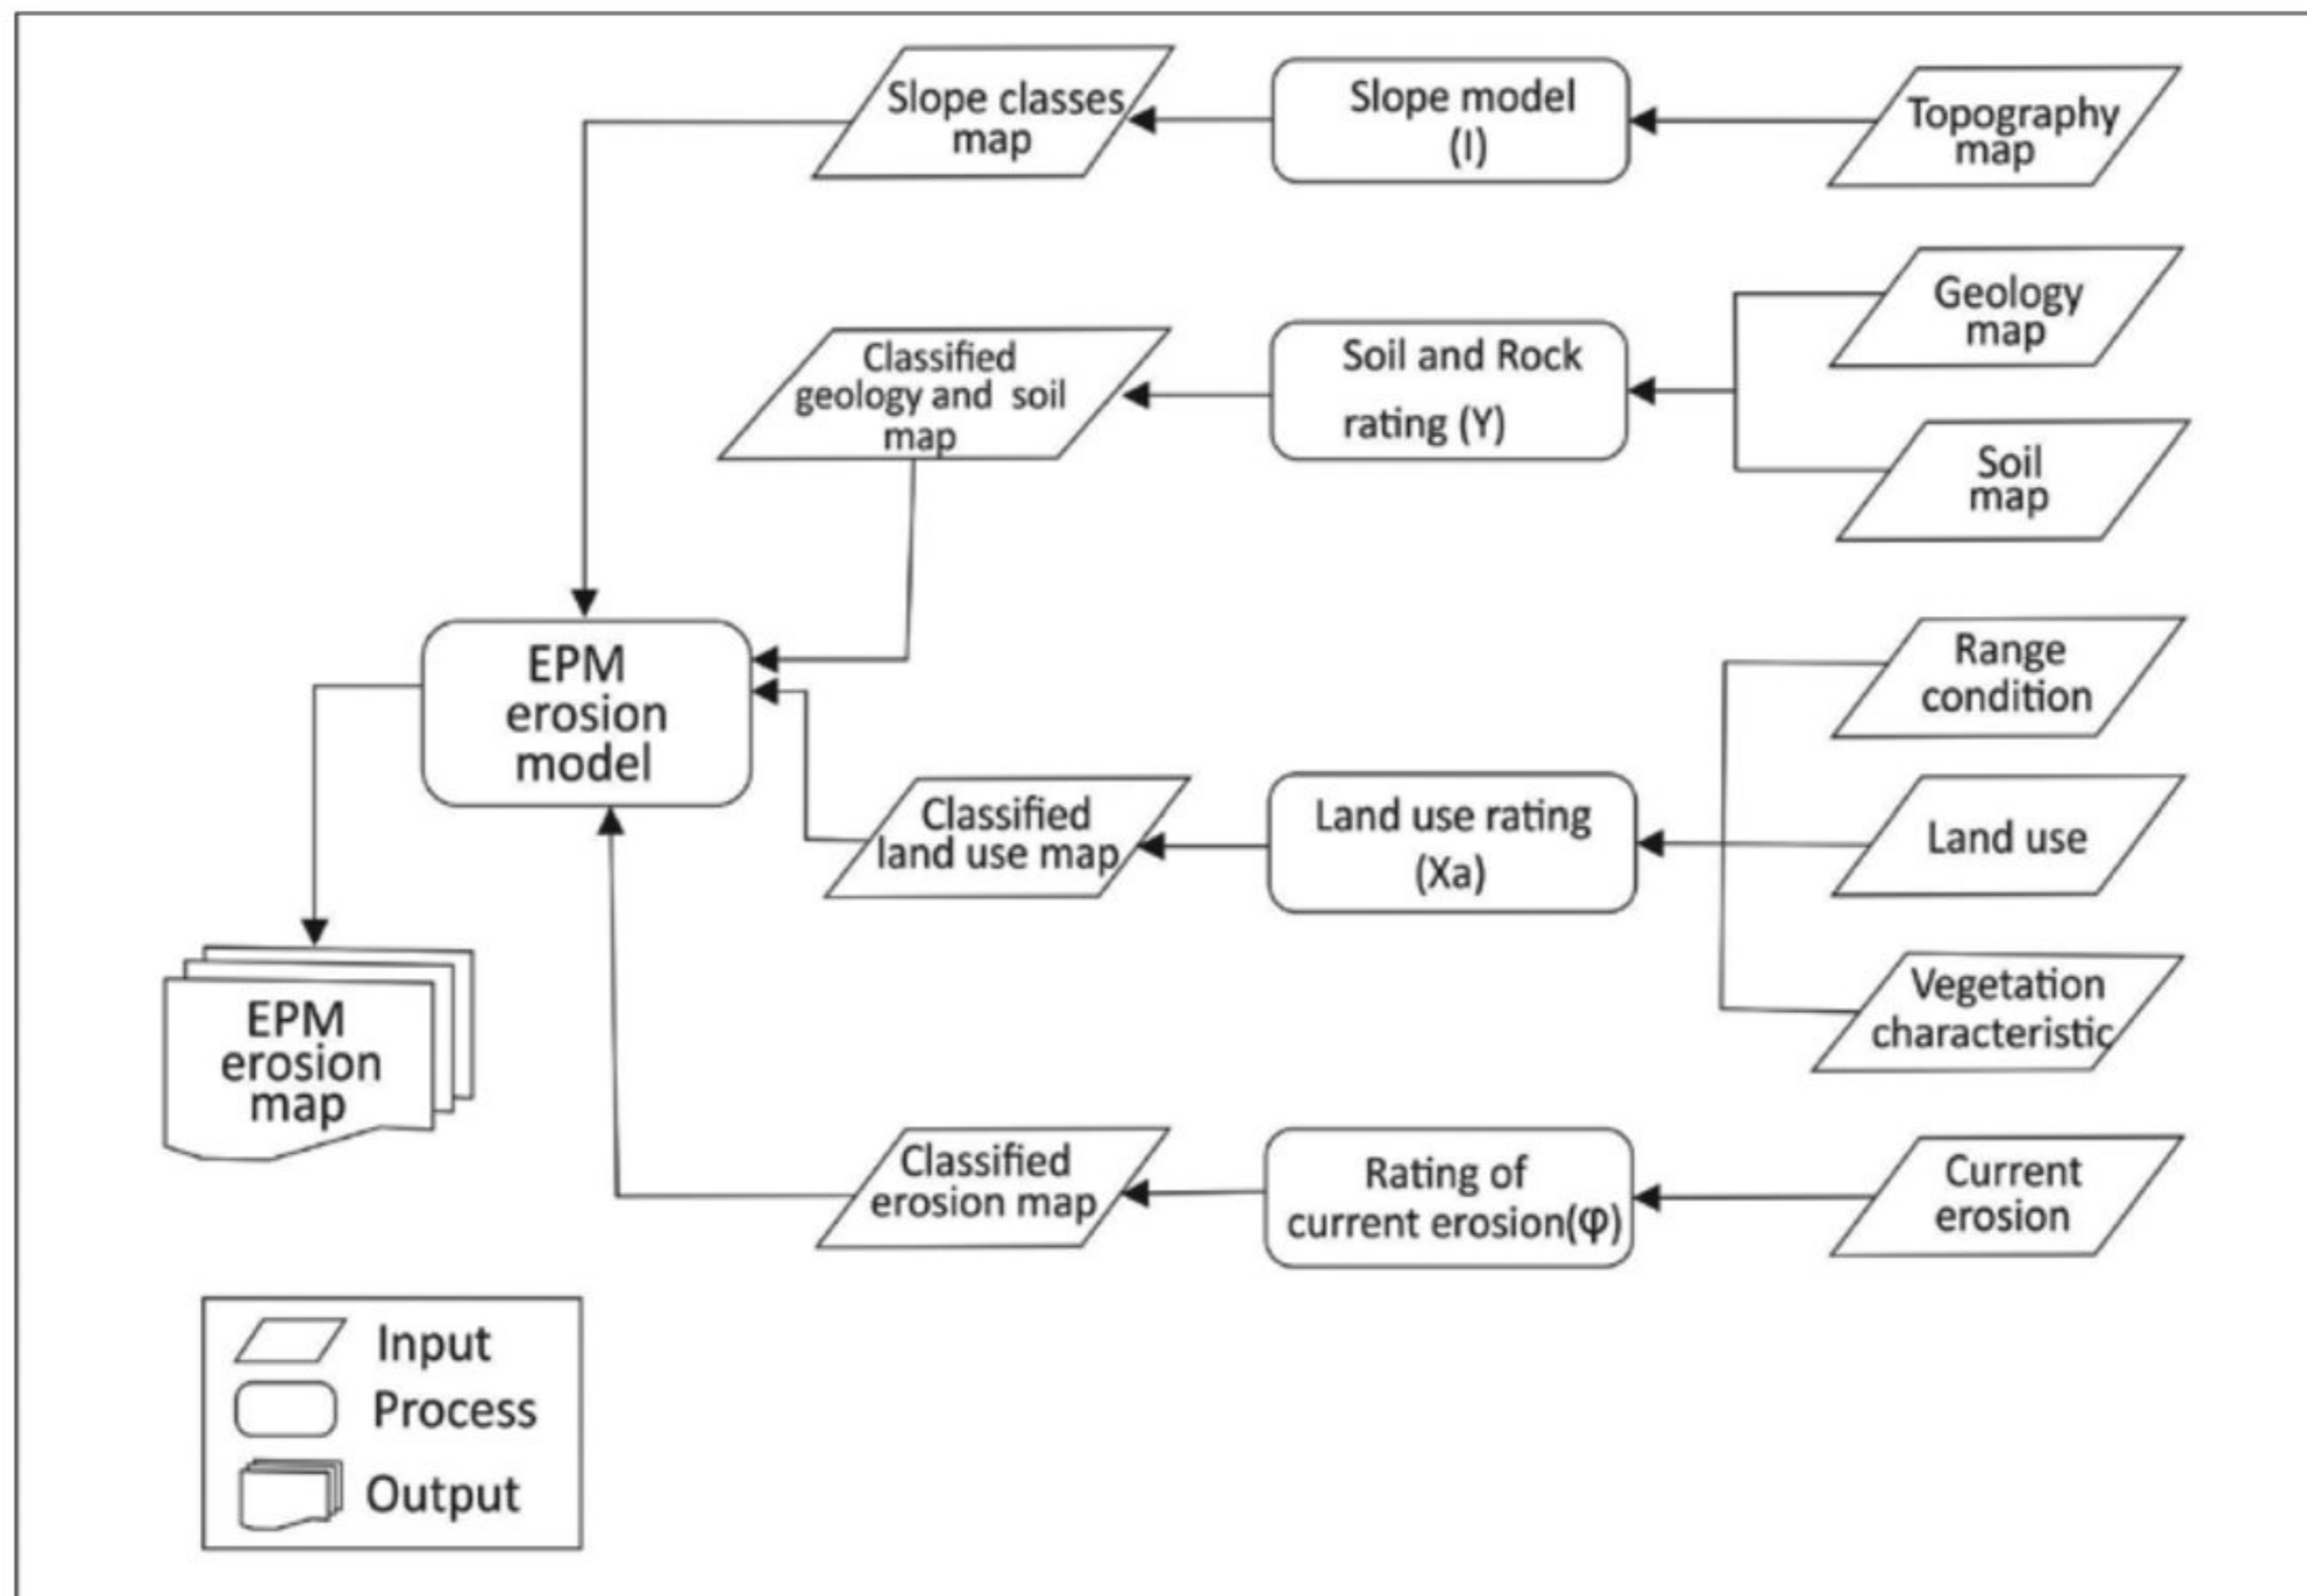 Slope classes
map
Slope model
(I)
Topography
map
Geology
map
Classified
geology and soil
map
Soil and Rock
rating (Y)
Soil
map
EPM
erosion
model
Range
condition
Classified
land use map
Land use rating
(Xa)
Land use
Vegetation
characteristic
EPM
erosion
map
Classified
erosion map
Rating of
current erosion(φ)
Current
erosion
Input
Process
Output